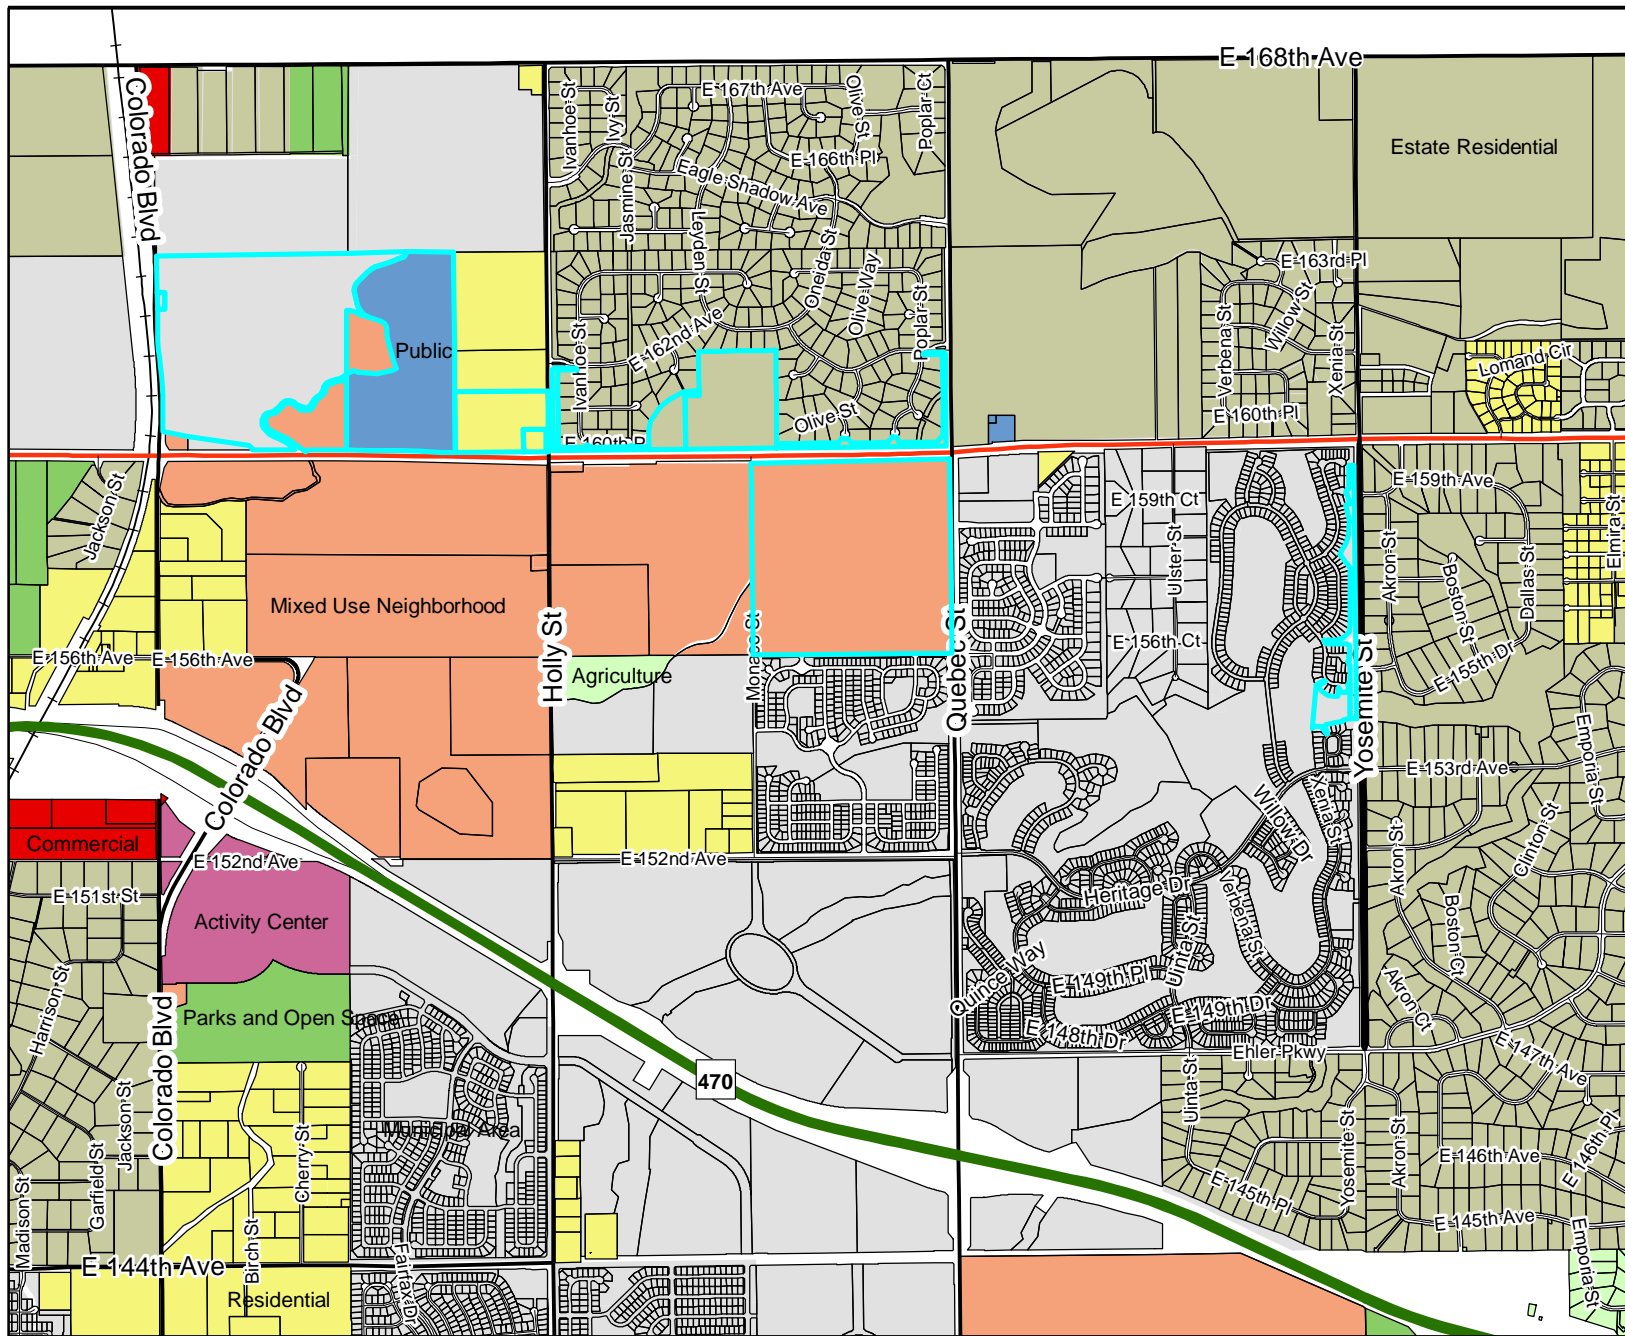 E 168th Ave
Colorado Blvd
E 167th Ave
Ivanhoe St
Ivy St
Olive St
Poplar Ct
Jasmine St
E 166th Pl
Eagle Shadow Ave
Estate Residential
Leyden St
Oneida St
Olive Way
Poplar St
E 163rd Pl
Willow St
Verbena St
Xenia St
E 162nd Ave
Public
Ivanhoe St
Lomand Cir
Olive St
E 160th Pl
E 160th P
Jackson St
E 159th Ct
E 159th Ave
Ulster St
Akron St
Boston St
Dallas St
Elmira St
Mixed Use Neighborhood
Holly St
Quebec St
E 156th Ct
E 156th Ave
E 156th Ave
Agriculture
Yosemite St
E 155th Dr
Colorado Blvd
Emporia St
E 153rd Ave
Willow Dr
Xenia St
Commercial
E 152nd Ave
E 152nd Ave
Akron St
Clinton St
E 151st St
Heritage Dr
Verbena St
Activity Center
Uinta St
Boston Ct
Harrison St
Quince Way
E 149th Pl
E 149th Dr
Akron Ct
Colorado Blvd
Parks and Open Space
E 148th Dr
Ehler Pkwy
E 147th Ave
470
Uinta St
Jackson St
Garfield St
Madison St
Cherry St
Municipal Area
Yosemite St
Akron St
E 146th Ave
E 146th Pl
E 145th Pl
E 145th Ave
Birch St
E 144th Ave
Fairfax Dr
Emporia St
Residential